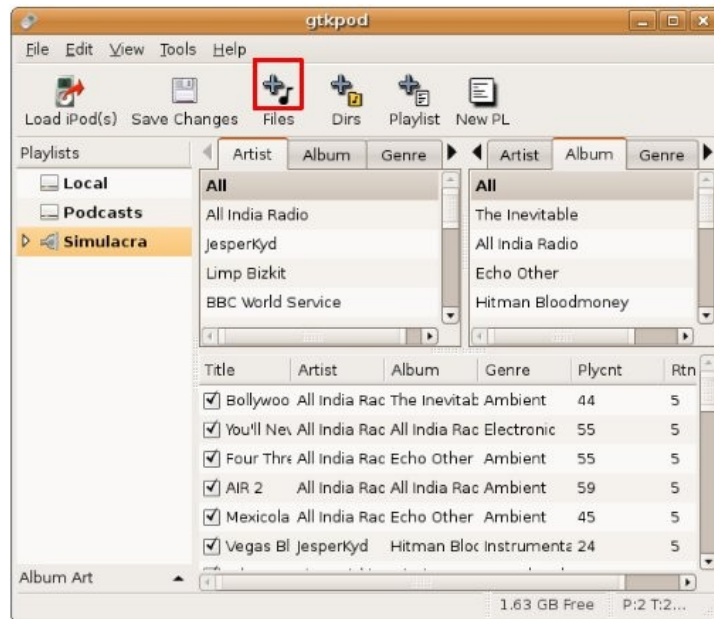 gtkpod
File Edit View Tools Help
Load iPod(s) Save Changes Files Dirs Playlist New PL
Playlists
Local
Podcasts
Simulacra
Album Art
Artist Album Genre
All
All India Radio
JesperKyd
Limp Bizkit
BBC World Service
Artist Album Genre
All
The Inevitable
All India Radio
Echo Other
Hitman Bloodmoney
Title Artist Album Genre Plycnt Rtn
Bollywoo All India Rac The Inevitab Ambient 44 5
You'll Nev All India Rac All India Rac Electronic 55 5
Four Thre All India Rac Echo Other Ambient 55 5
AIR 2 All India Rac All India Rac Ambient 59 5
Mexicola All India Rac Echo Other Ambient 45 5
Vegas Bl JesperKyd Hitman Bloc Instrumenta 24 5
1.63 GB Free P:2 T:2...